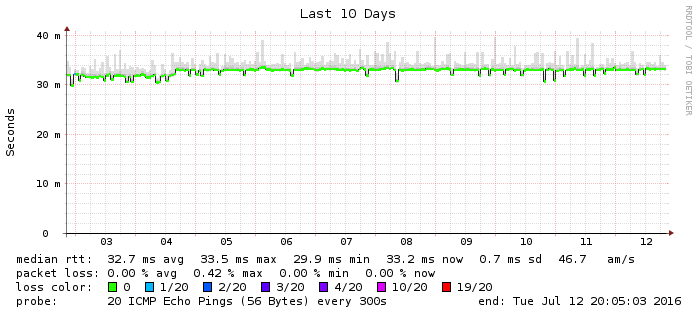 Last 10 Days
RRDTOOL / TOBI OETIKER
Seconds
40 m
30 m
20 m
10 m
0
03 04 05 06 07 08 09 10 11 12
median rtt: 32.7 ms avg 33.5 ms max 29.9 ms min 33.2 ms now 0.7 ms sd 46.7 am/s
packet loss: 0.00 % avg 0.42 % max 0.00 % min 0.00 % now
loss color: 0 1/20 2/20 3/20 4/20 10/20 19/20
probe: 20 ICMP Echo Pings (56 Bytes) every 300s end: Tue Jul 12 20:05:03 2016